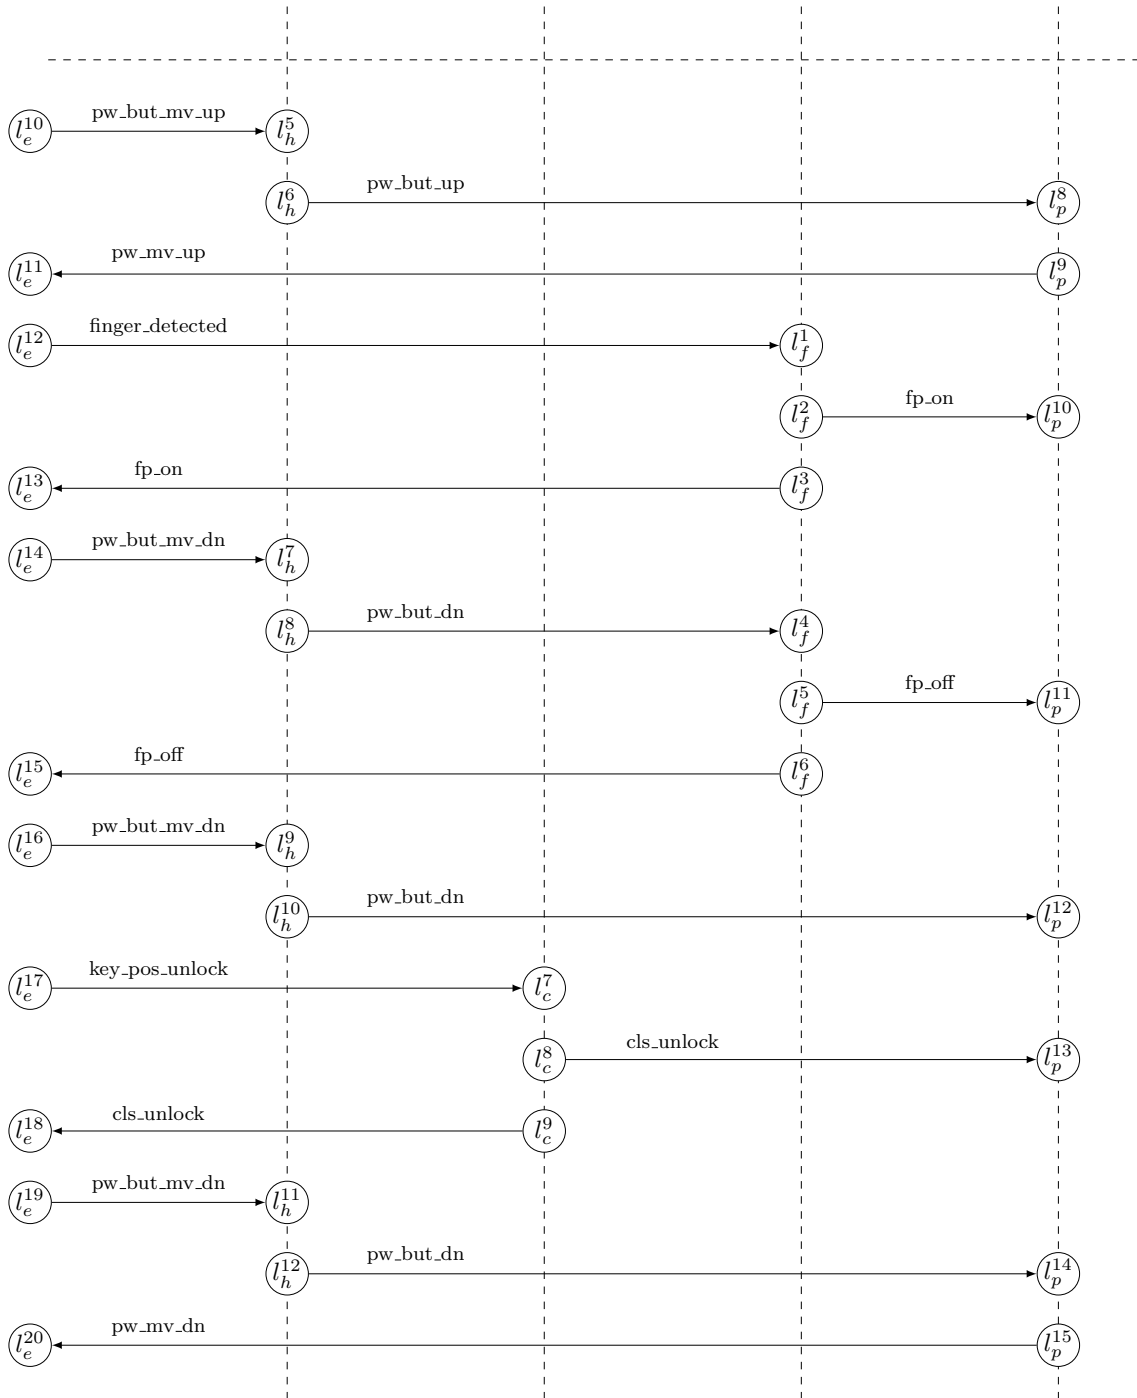 pw_but_mv_up
l_e^10 l_h^5
pw_but_up
l_h^6 l_p^8
pw_mv_up
l_e^11 l_p^9
finger_detected
l_e^12 l_f^1
fp_on
l_f^2 l_p^10
fp_on
l_e^13 l_f^3
pw_but_mv_dn
l_e^14 l_h^7
pw_but_dn
l_h^8 l_f^4
fp_off
l_f^5 l_p^11
fp_off
l_e^15 l_f^6
pw_but_mv_dn
l_e^16 l_h^9
pw_but_dn
l_h^10 l_p^12
key_pos_unlock
l_e^17 l_c^7
cls_unlock
l_c^8 l_p^13
cls_unlock
l_e^18 l_c^9
pw_but_mv_dn
l_e^19 l_h^11
pw_but_dn
l_h^12 l_p^14
pw_mv_dn
l_e^20 l_p^15